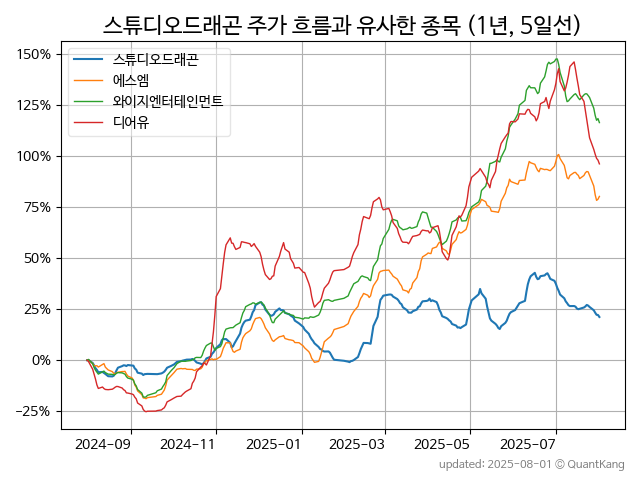 스튜디오드래곤 주가 흐름과 유사한 종목 (1년, 5일선)
스튜디오드래곤
에스엠
와이지엔터테인먼트
디어유
150%
125%
100%
75%
50%
25%
0%
−25%
2024-09 2024-11 2025-01 2025-03 2025-05 2025-07
updated: 2025-08-01 © QuantKang